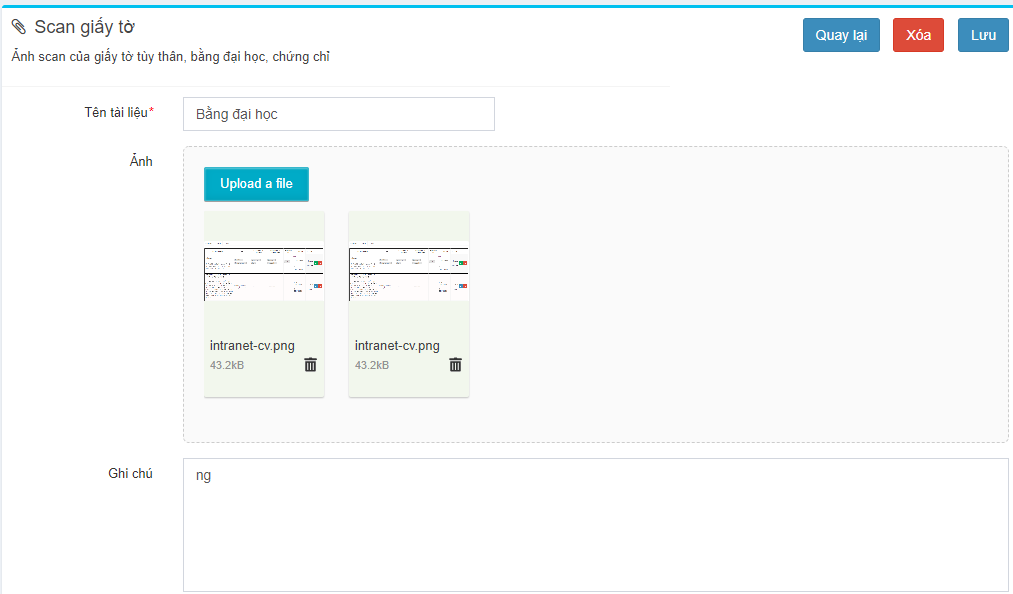 Scan giấy tờ
Quay lại
Xóa
Lưu
Ảnh scan của giấy tờ tùy thân, bằng đại học, chứng chỉ
Tên tài liệu*
Bằng đại học
Ảnh
Upload a file
intranet-cv.png
43.2kB
intranet-cv.png
43.2kB
Ghi chú
ng